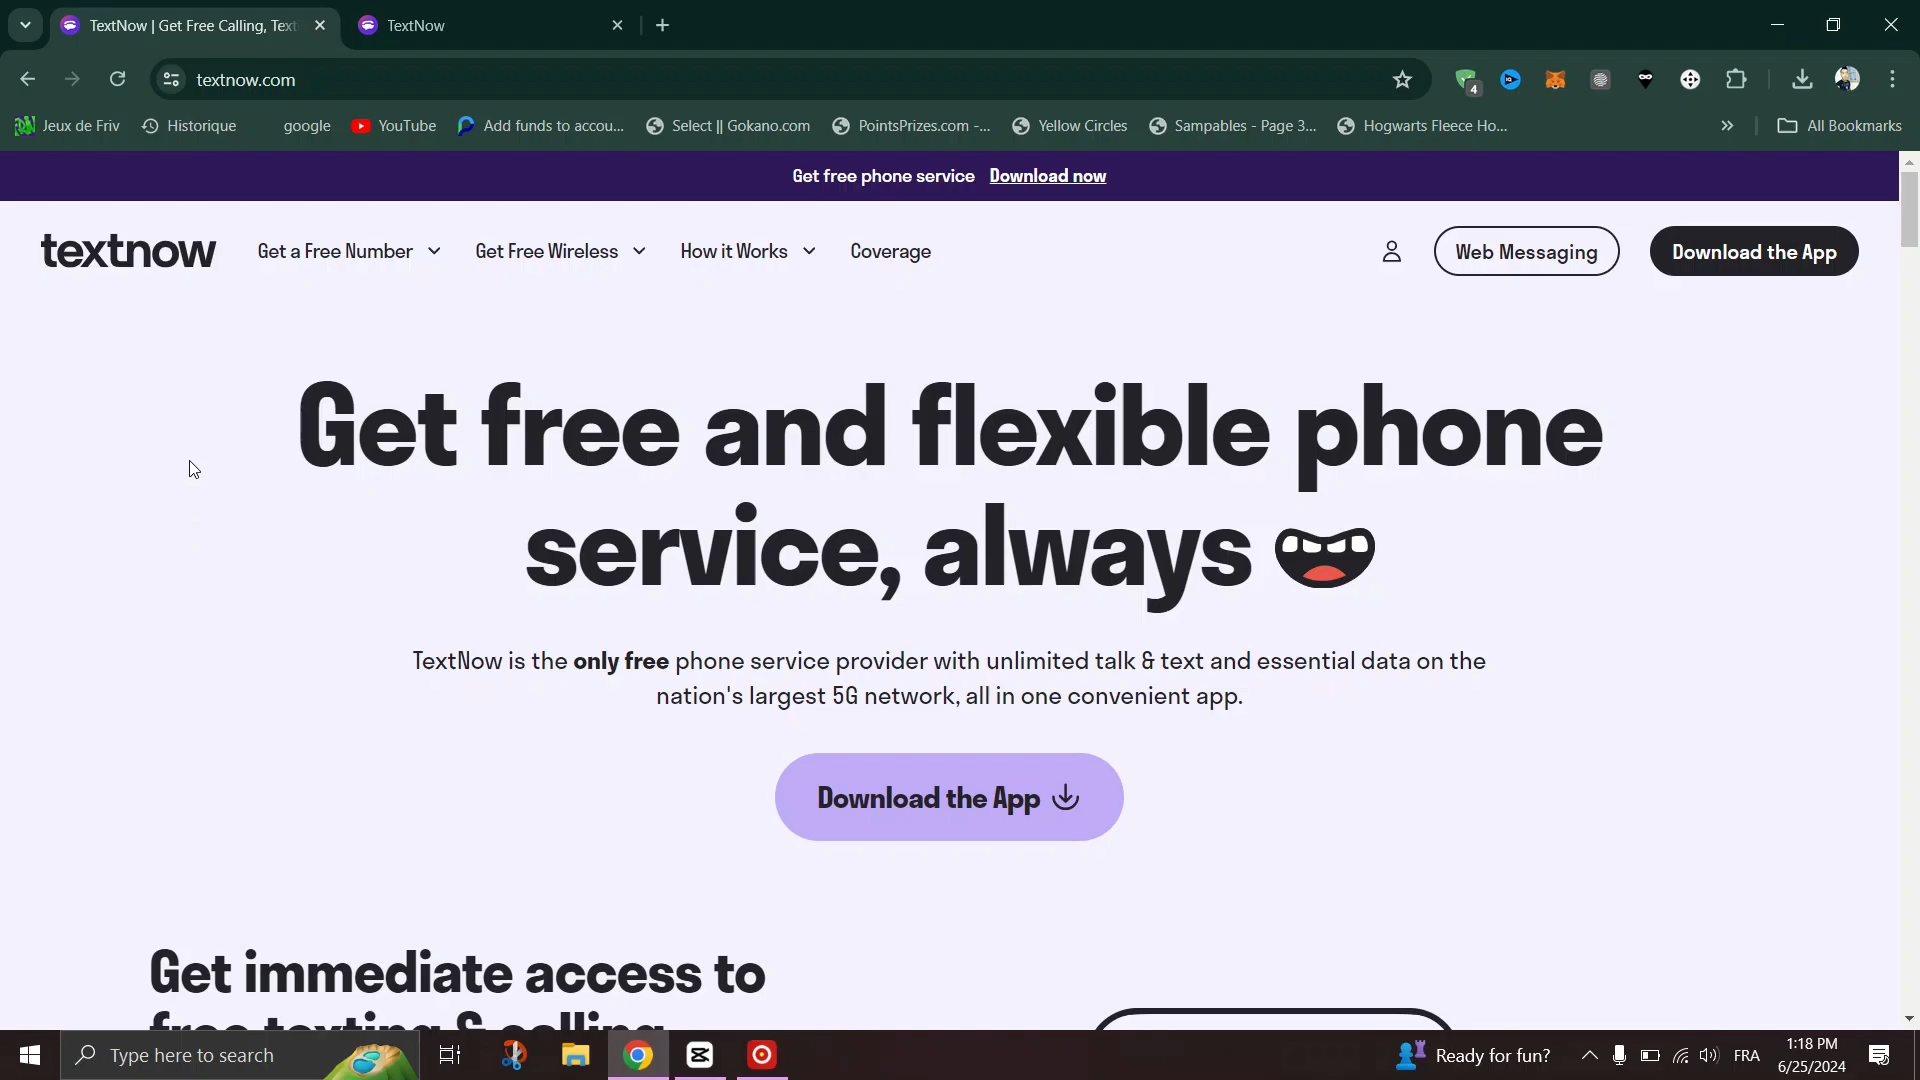 TextNow | Get Free Calling, Text
TextNow
textnow.com
4
Jeux de Friv
Historique
google
YouTube
Add funds to accou...
Select || Gokano.com
PointsPrizes.com -...
Yellow Circles
Sampables - Page 3...
Hogwarts Fleece Ho...
All Bookmarks
Get free phone service Download now
textnow
Get a Free Number
Get Free Wireless
How it Works
Coverage
Web Messaging
Download the App
Get free and flexible phone
service, always
TextNow is the only free phone service provider with unlimited talk & text and essential data on the
nation's largest 5G network, all in one convenient app.
Download the App
Get immediate access to
free texting & calling
Type here to search
Ready for fun?
FRA
1:18 PM
6/25/2024